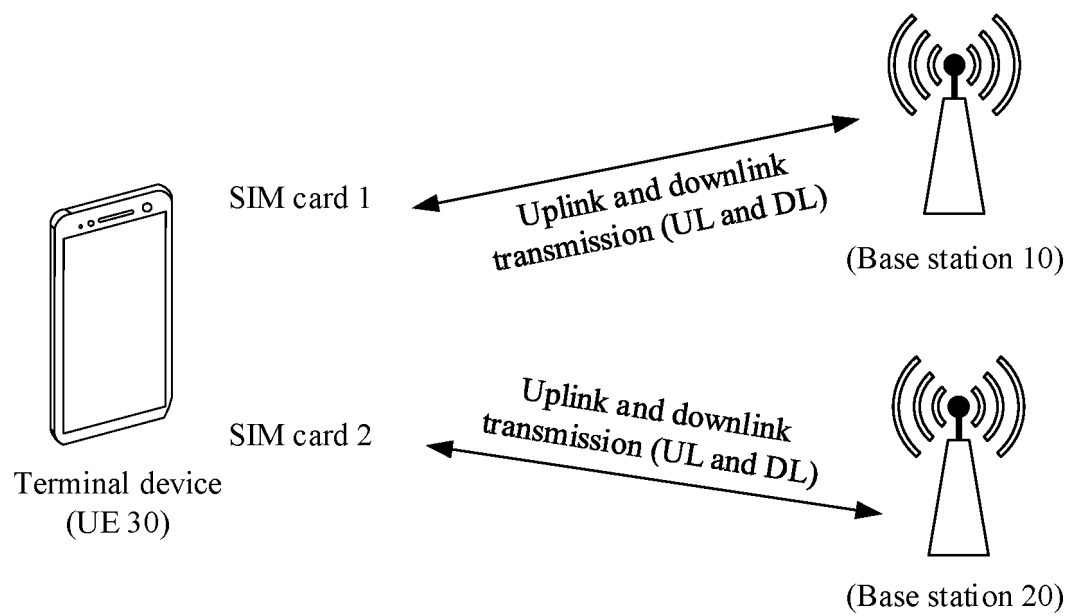 SIM card 1
Uplink and downlink
transmission (UL and DL)
(Base station 10)
Uplink and downlink
transmission (UL and DL)
SIM card 2
Terminal device
(UE 30)
(Base station 20)